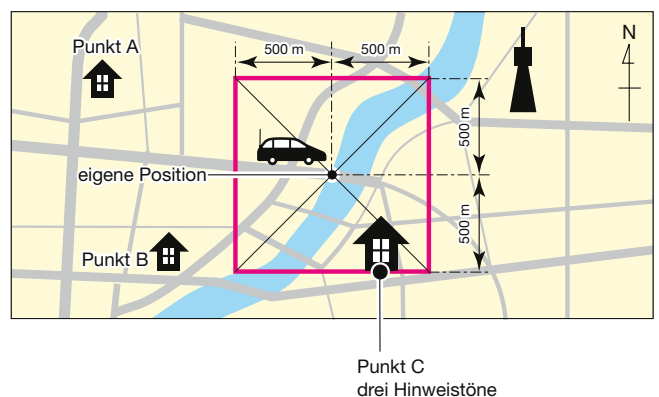 Punkt A
500 m
500 m
N
500 m
eigene Position
500 m
Punkt B
Punkt C
drei Hinweistöne